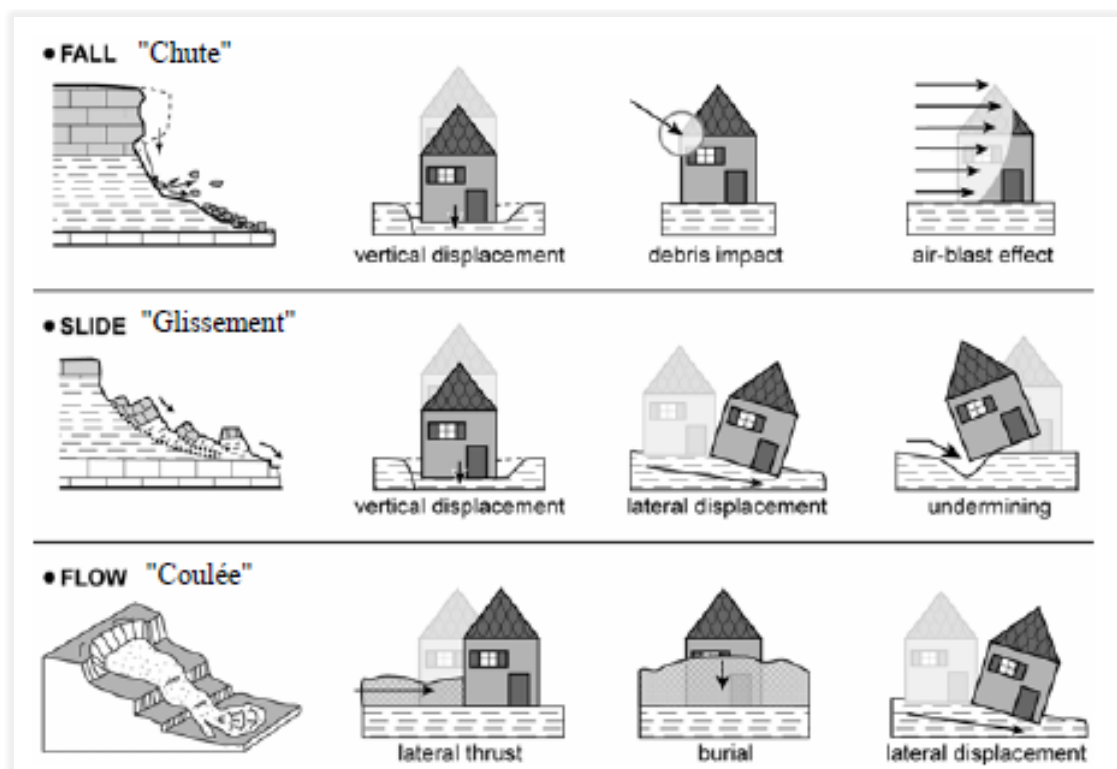 • FALL "Chute"
vertical displacement debris impact air-blast effect
• SLIDE "Glissement"
vertical displacement lateral displacement undermining
• FLOW "Coulée"
lateral thrust burial lateral displacement